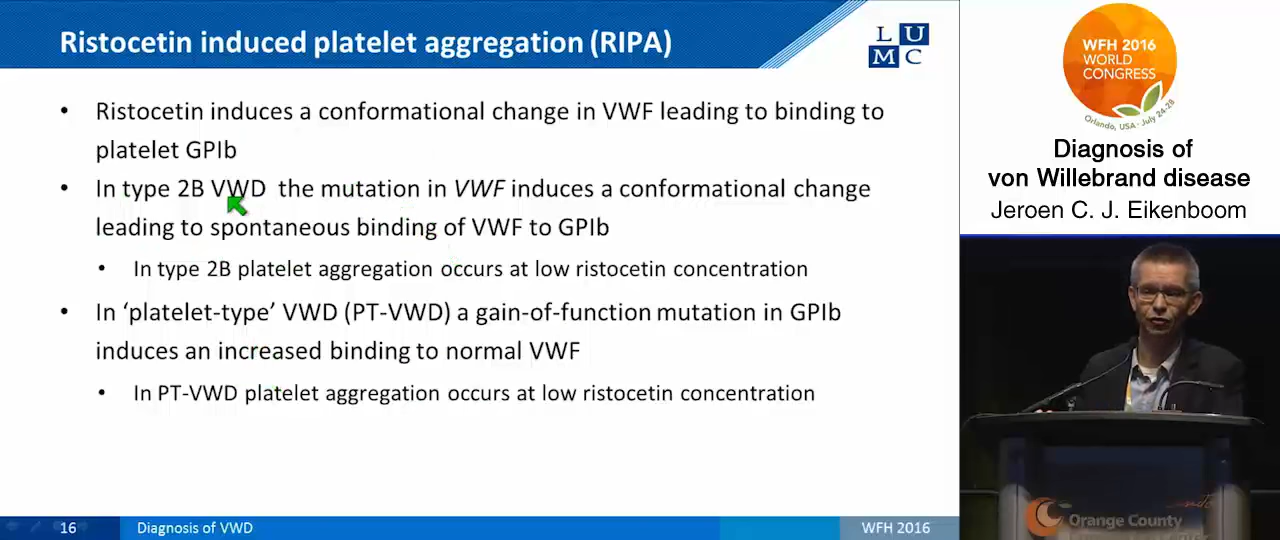 Ristocetin induced platelet aggregation (RIPA)
L U
M C
• Ristocetin induces a conformational change in VWF leading to binding to
platelet GPIb
• In type 2B VWD the mutation in VWF induces a conformational change
leading to spontaneous binding of VWF to GPIb
• In type 2B platelet aggregation occurs at low ristocetin concentration
• In ‘platelet-type’ VWD (PT-VWD) a gain-of-function mutation in GPIb
induces an increased binding to normal VWF
• In PT-VWD platelet aggregation occurs at low ristocetin concentration
16
Diagnosis of VWD
WFH 2016
WFH 2016
WORLD
CONGRESS
Orlando, USA · July 24-28
Diagnosis of
von Willebrand disease
Jeroen C. J. Eikenboom
Orange County